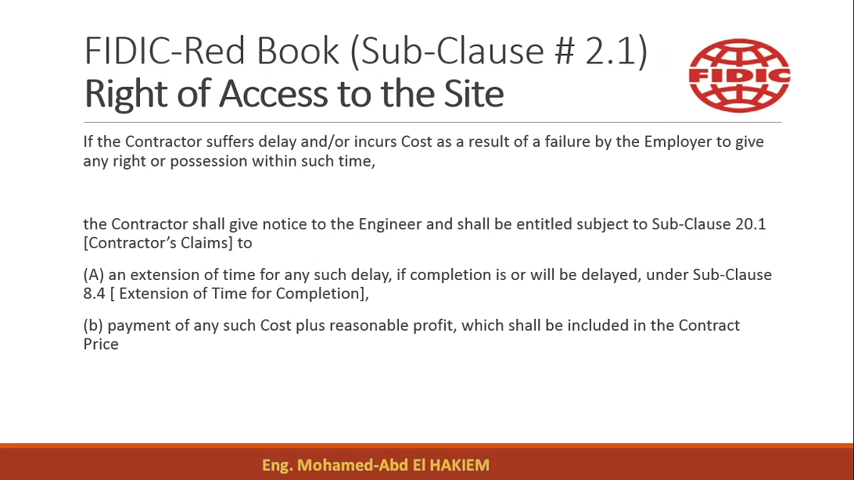 FIDIC-Red Book (Sub-Clause # 2.1)
Right of Access to the Site
FIDIC
If the Contractor suffers delay and/or incurs Cost as a result of a failure by the Employer to give
any right or possession within such time,
the Contractor shall give notice to the Engineer and shall be entitled subject to Sub-Clause 20.1
[Contractor’s Claims] to
(A) an extension of time for any such delay, if completion is or will be delayed, under Sub-Clause
8.4 [ Extension of Time for Completion],
(b) payment of any such Cost plus reasonable profit, which shall be included in the Contract
Price
Eng. Mohamed-Abd El HAKIEM